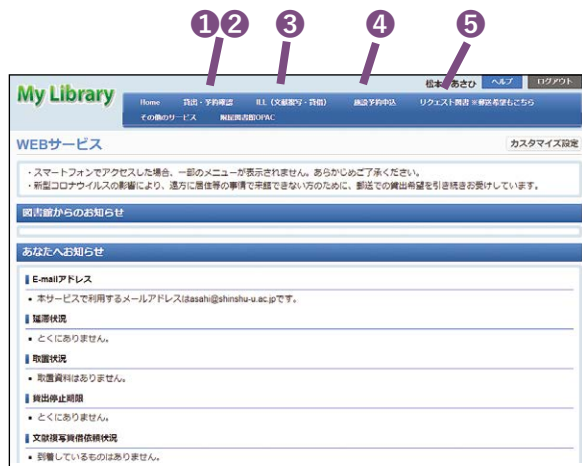 ❶❷ ❸ ❹ ❺
松本 あさひ ヘルプ ログアウト
My Library
Home 貸出・予約確認 ILL(文献複写・貸借) 施設予約申込 リクエスト図書 ※郵送希望もこちら
その他のサービス 附属図書館OPAC
WEBサービス カスタマイズ設定
・スマートフォンでアクセスした場合、一部のメニューが表示されません。あらかじめご了承ください。
・新型コロナウイルスの影響により、遠方に居住等の事情で来館できない方のために、郵送での貸出希望を引き続きお受けしています。
図書館からのお知らせ
あなたへお知らせ
E-mailアドレス
• 本サービスで利用するメールアドレスはasahi@shinshu-u.ac.jpです。
延滞状況
• とくにありません。
取置状況
• 取置資料はありません。
貸出停止期限
• とくにありません。
文献複写貸借依頼状況
• 到着しているものはありません。